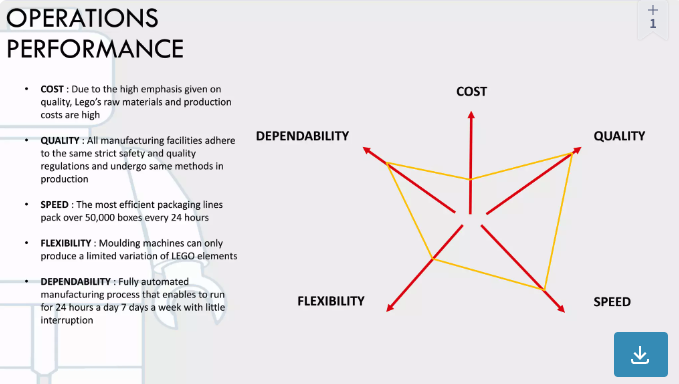 OPERATIONS
PERFORMANCE
+
1
• COST : Due to the high emphasis given on
quality, Lego's raw materials and production
costs are high
• QUALITY : All manufacturing facilities adhere
to the same strict safety and quality
regulations and undergo same methods in
production
• SPEED : The most efficient packaging lines
pack over 50,000 boxes every 24 hours
• FLEXIBILITY : Moulding machines can only
produce a limited variation of LEGO elements
• DEPENDABILITY : Fully automated
manufacturing process that enables to run
for 24 hours a day 7 days a week with little
interruption
COST
DEPENDABILITY
QUALITY
FLEXIBILITY
SPEED